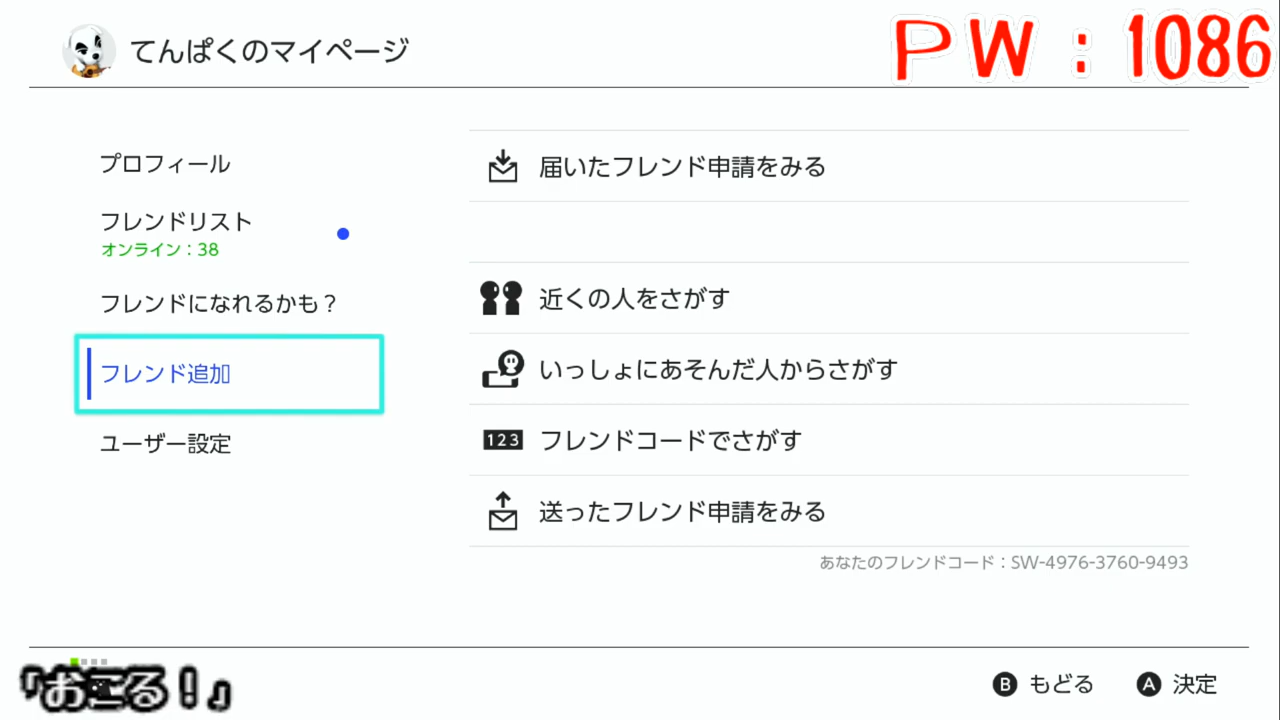 てんぱくのマイページ
PW：1086
プロフィール
フレンドリスト
オンライン：38
フレンドになれるかも？
フレンド追加
ユーザー設定
届いたフレンド申請をみる
近くの人をさがす
いっしょにあそんだ人からさがす
123 フレンドコードでさがす
送ったフレンド申請をみる
あなたのフレンドコード：SW-4976-3760-9493
『おこる！』
B もどる A 決定